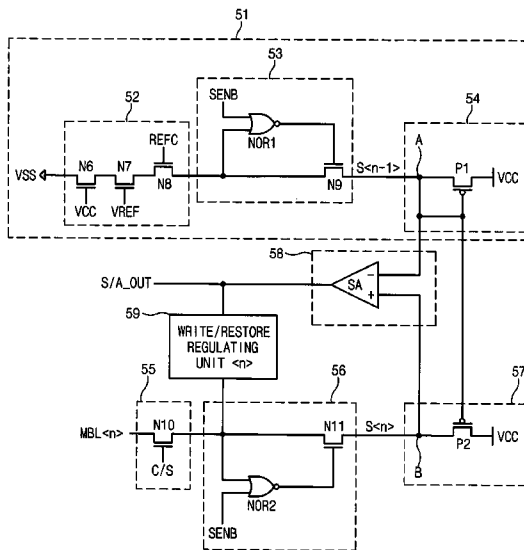 51
53
52
54
SENB
REFC
NOR1
S<n-1>
A
P1
VSS
N6
N7
N8
N9
VCC
VCC
VREF
58
S/A_OUT
SA
-
+
59
WRITE/RESTORE
REGULATING
UNIT <n>
55
56
57
MBL<n>
N10
N11
S<n>
P2
VCC
C/S
B
NOR2
SENB